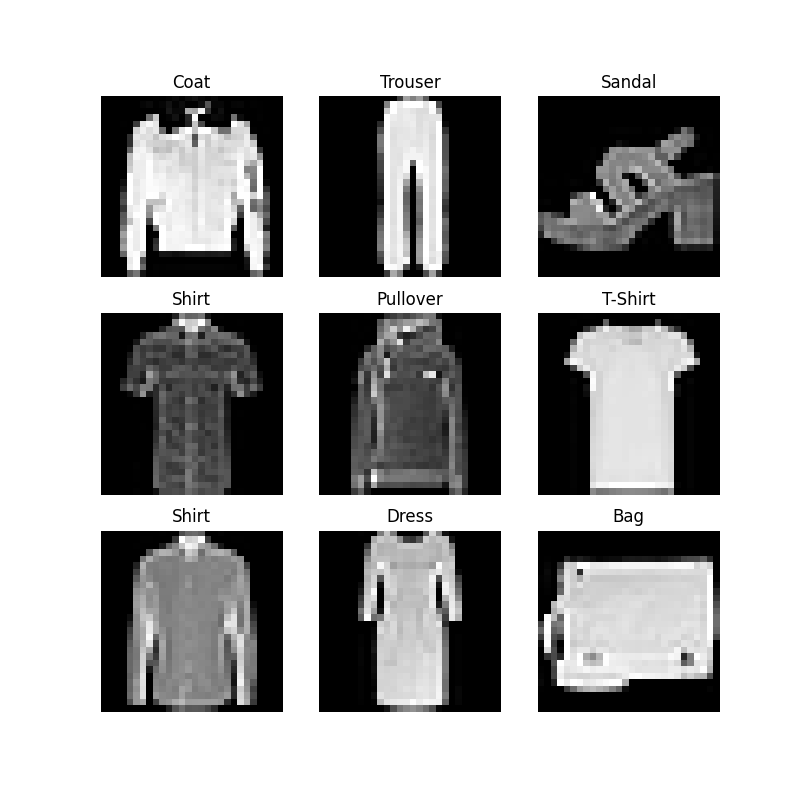 Coat
Trouser
Sandal
Shirt
Pullover
T-Shirt
Shirt
Dress
Bag